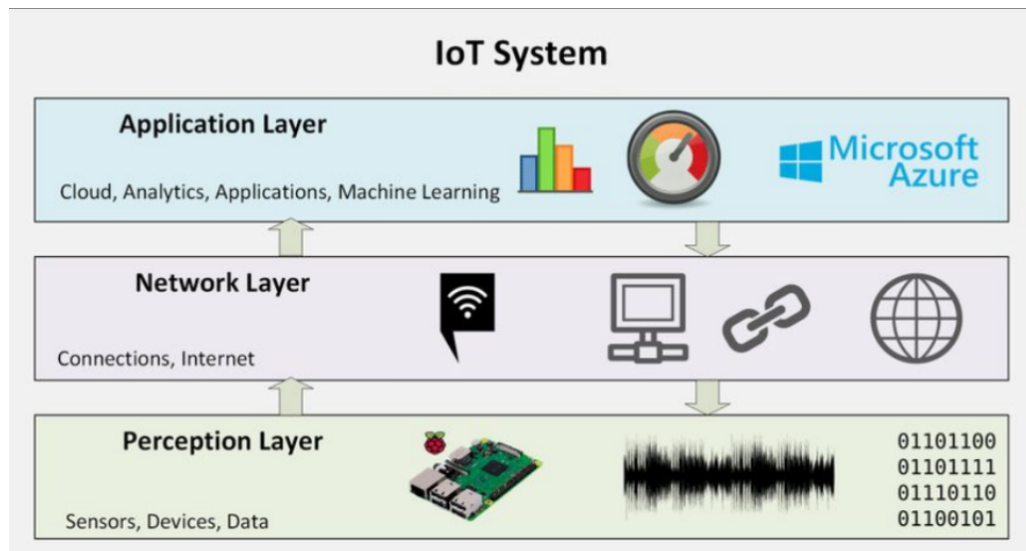 IoT System
Application Layer
Cloud, Analytics, Applications, Machine Learning
Microsoft
Azure
Network Layer
Connections, Internet
Perception Layer
Sensors, Devices, Data
01101100
01101111
01110110
01100101